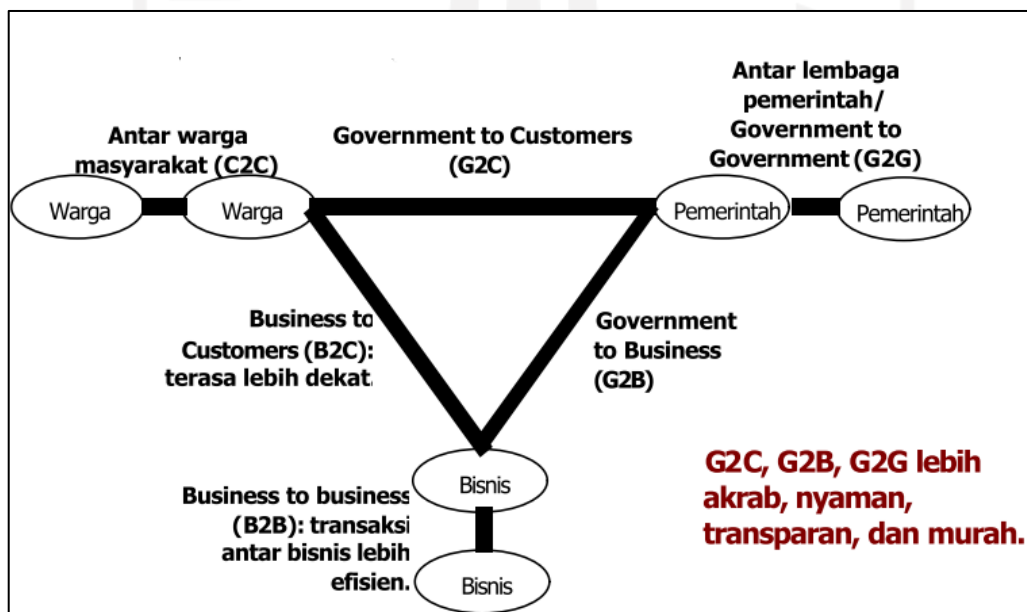 Antar warga
masyarakat (C2C)
Government to Customers
(G2C)
Antar lembaga
pemerintah/
Government to
Government (G2G)
Warga
Warga
Pemerintah
Pemerintah
Business to
Customers (B2C):
terasa lebih dekat.
Government
to Business
(G2B)
Bisnis
Business to business
(B2B): transaksi
antar bisnis lebih
efisien.
Bisnis
G2C, G2B, G2G lebih
akrab, nyaman,
transparan, dan murah.